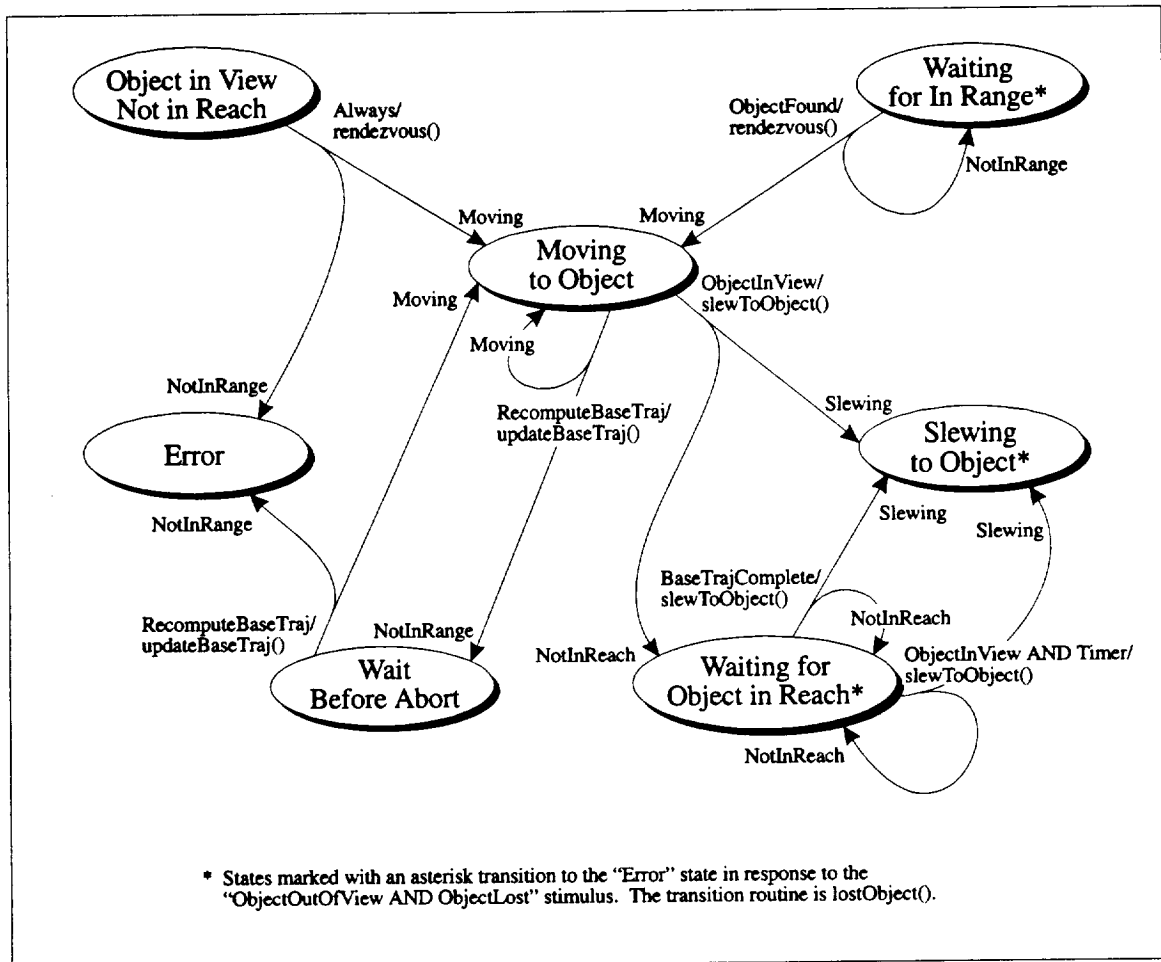 Object in View
Not in Reach
Waiting
for In Range*
Always/
rendezvous()
ObjectFound/
rendezvous()
NotInRange
Moving
Moving
Moving
to Object
Moving
Moving
ObjectInView/
slewToObject()
NotInRange
RecomputeBaseTraj/
updateBaseTraj()
Slewing
Error
Slewing
to Object*
NotInRange
Slewing
Slewing
BaseTrajComplete/
slewToObject()
RecomputeBaseTraj/
updateBaseTraj()
NotInRange
NotInReach
NotInReach
Wait
Before Abort
Waiting for
Object in Reach*
ObjectInView AND Timer/
slewToObject()
NotInReach
* States marked with an asterisk transition to the “Error” state in response to the
“ObjectOutOfView AND ObjectLost” stimulus. The transition routine is lostObject().